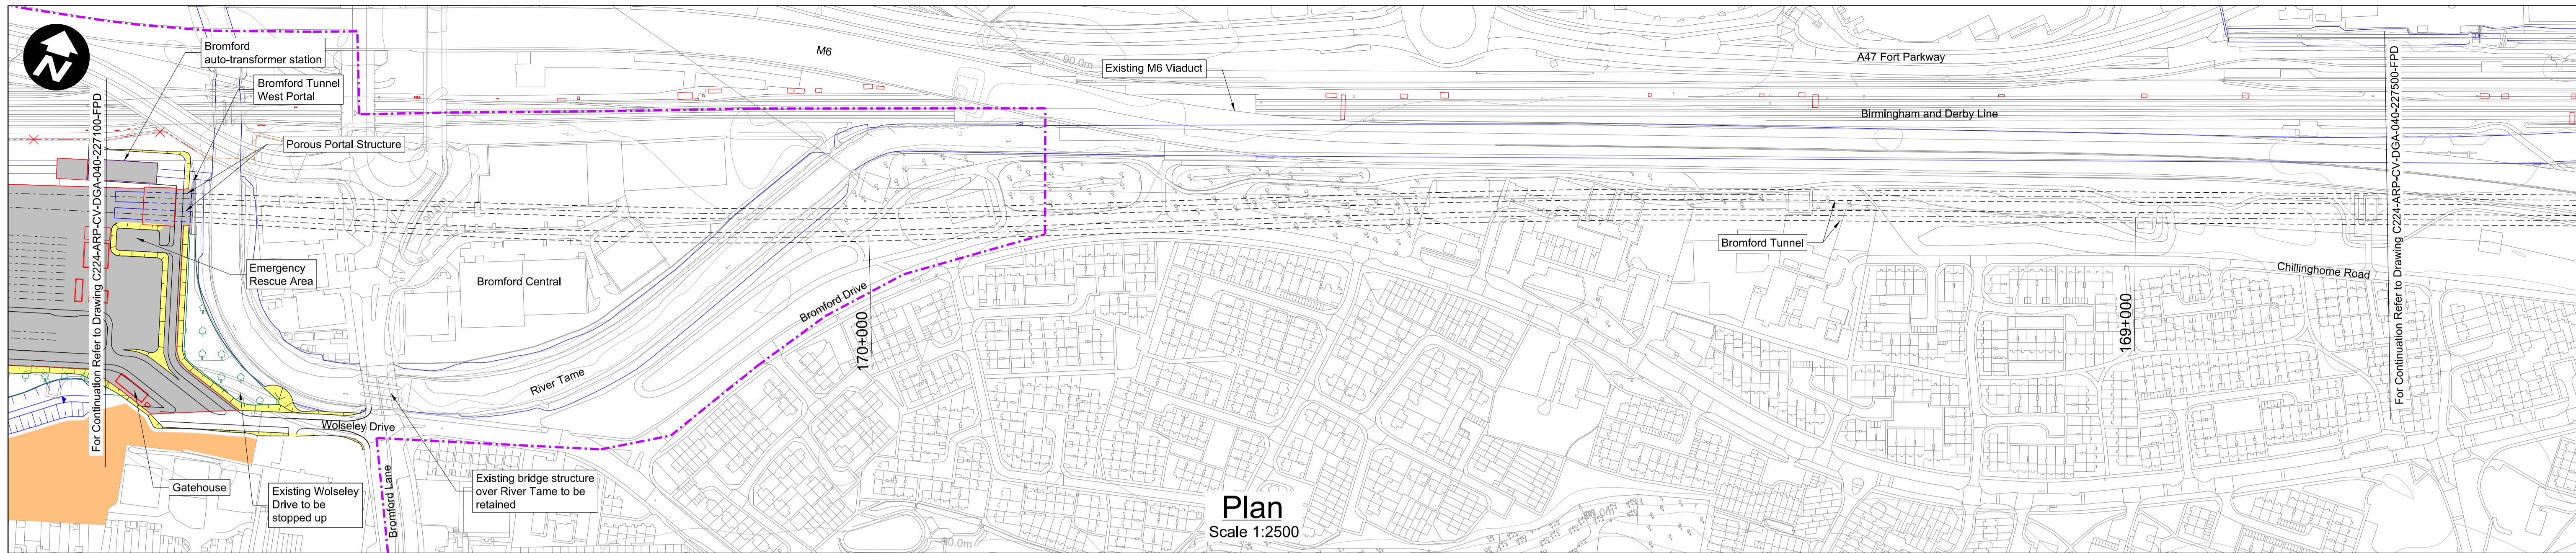 N
Bromford
auto-transformer station
Bromford Tunnel
West Portal
Porous Portal Structure
For Continuation Refer to Drawing C224-ARP-CV-DGA-040-227100-FPD
Emergency
Rescue Area
Gatehouse
Existing Wolseley
Drive to be
stopped up
Wolseley Drive
Bromford Lane
Existing bridge structure
over River Tame to be
retained
River Tame
Bromford Central
90.0m
M6
Bromford Drive
170+000
90.0m
Existing M6 Viaduct
A47 Fort Parkway
Birmingham and Derby Line
Bromford Tunnel
Chillinghome Road
169+000
For Continuation Refer to Drawing C224-ARP-CV-DGA-040-227500-FPD
90.0m
Plan
Scale 1:2500